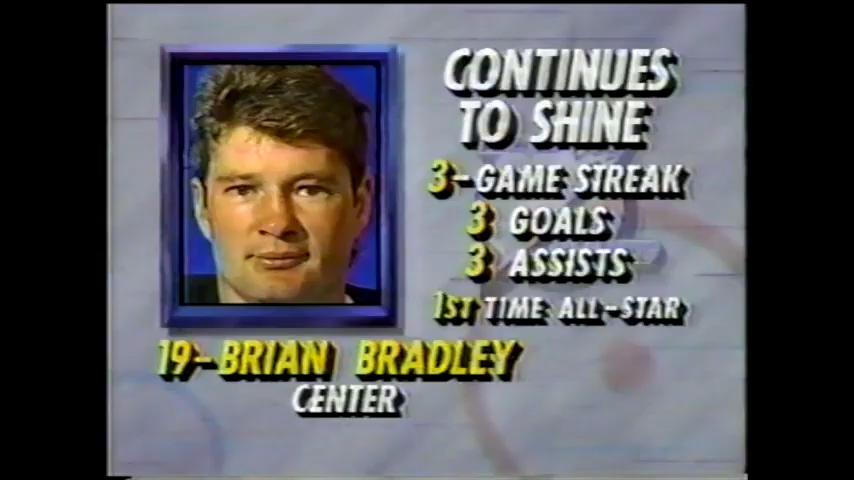 CONTINUES
TO SHINE
3-GAME STREAK
3 GOALS
3 ASSISTS
1ST TIME ALL-STAR
19-BRIAN BRADLEY
CENTER